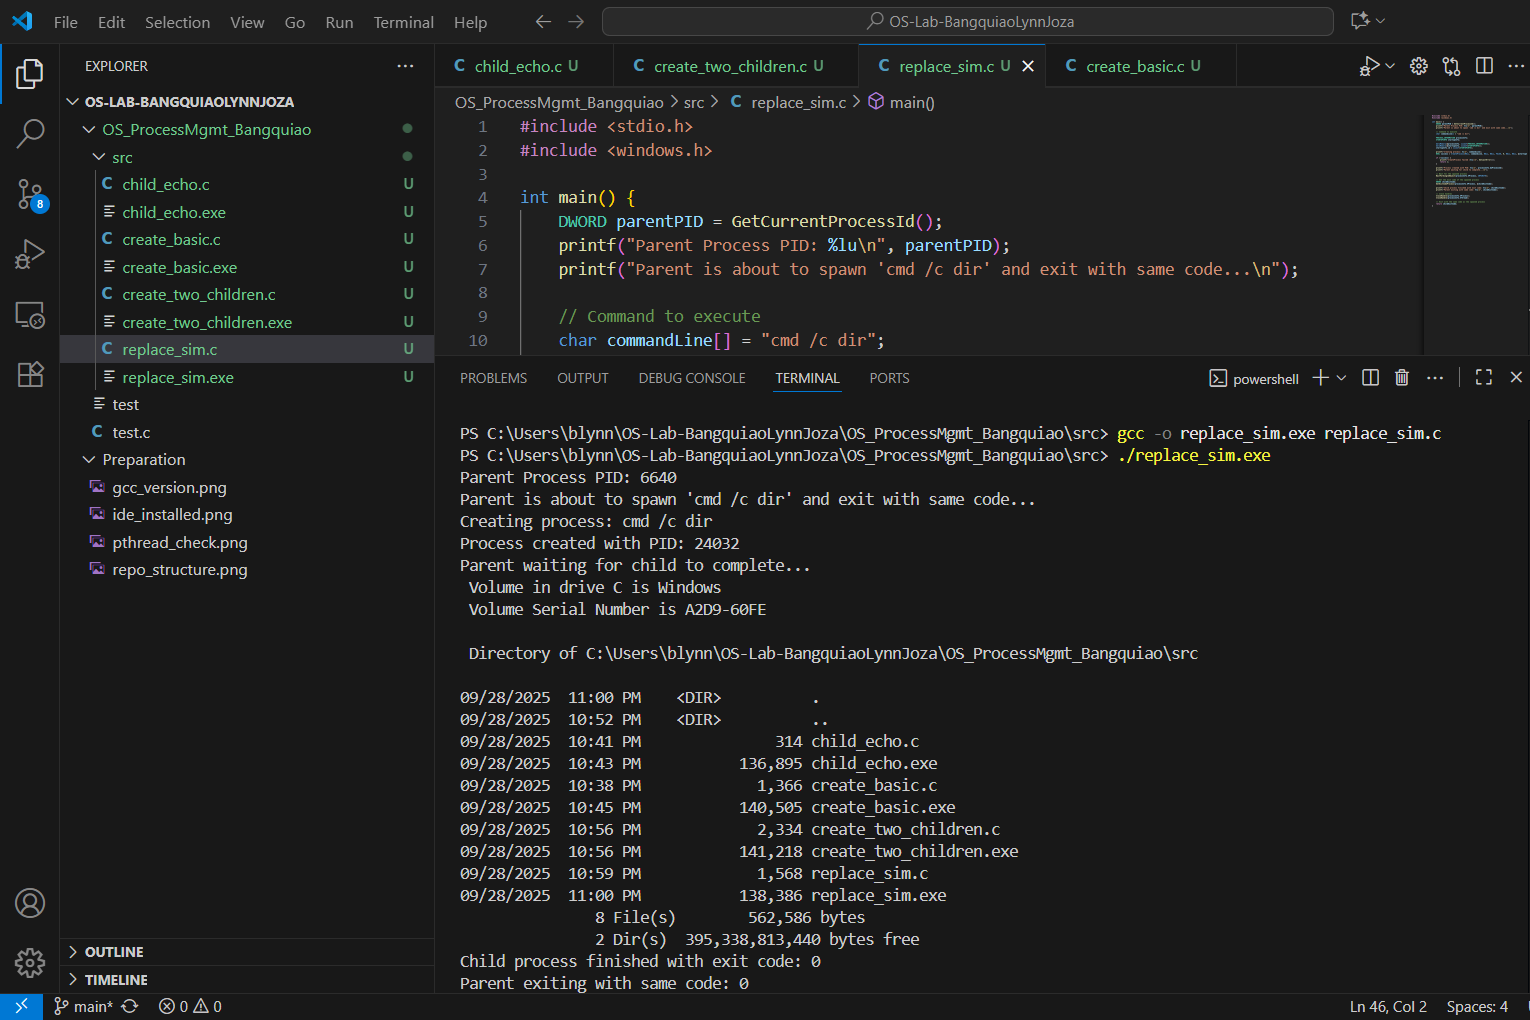 File Edit Selection View Go Run Terminal Help
OS-Lab-BangquiaoLynnJoza
EXPLORER
OS-LAB-BANGQUIAOLYNNJOZA
OS_ProcessMgmt_Bangquiao
src
child_echo.c U
child_echo.exe U
create_basic.c U
create_basic.exe U
create_two_children.c U
create_two_children.exe U
replace_sim.c U
replace_sim.exe U
test
test.c
Preparation
gcc_version.png
ide_installed.png
pthread_check.png
repo_structure.png
8
OUTLINE
TIMELINE
C child_echo.c U C create_two_children.c U C replace_sim.c U C create_basic.c U
OS_ProcessMgmt_Bangquiao > src > C replace_sim.c > main()
1 #include <stdio.h>
2 #include <windows.h>
3
4 int main() {
5 DWORD parentPID = GetCurrentProcessId();
6 printf("Parent Process PID: %lu\n", parentPID);
7 printf("Parent is about to spawn 'cmd /c dir' and exit with same code...\n");
8
9 // Command to execute
10 char commandLine[] = "cmd /c dir";
PROBLEMS OUTPUT DEBUG CONSOLE TERMINAL PORTS
powershell
PS C:\Users\blynn\OS-Lab-BangquiaoLynnJoza\OS_ProcessMgmt_Bangquiao\src> gcc -o replace_sim.exe replace_sim.c
PS C:\Users\blynn\OS-Lab-BangquiaoLynnJoza\OS_ProcessMgmt_Bangquiao\src> ./replace_sim.exe
Parent Process PID: 6640
Parent is about to spawn 'cmd /c dir' and exit with same code...
Creating process: cmd /c dir
Process created with PID: 24032
Parent waiting for child to complete...
Volume in drive C is Windows
Volume Serial Number is A2D9-60FE
Directory of C:\Users\blynn\OS-Lab-BangquiaoLynnJoza\OS_ProcessMgmt_Bangquiao\src
09/28/2025 11:00 PM <DIR> .
09/28/2025 10:52 PM <DIR> ..
09/28/2025 10:41 PM 314 child_echo.c
09/28/2025 10:43 PM 136,895 child_echo.exe
09/28/2025 10:38 PM 1,366 create_basic.c
09/28/2025 10:45 PM 140,505 create_basic.exe
09/28/2025 10:56 PM 2,334 create_two_children.c
09/28/2025 10:56 PM 141,218 create_two_children.exe
09/28/2025 10:59 PM 1,568 replace_sim.c
09/28/2025 11:00 PM 138,386 replace_sim.exe
8 File(s) 562,586 bytes
2 Dir(s) 395,338,813,440 bytes free
Child process finished with exit code: 0
Parent exiting with same code: 0
main* 0 0
Ln 46, Col 2 Spaces: 4